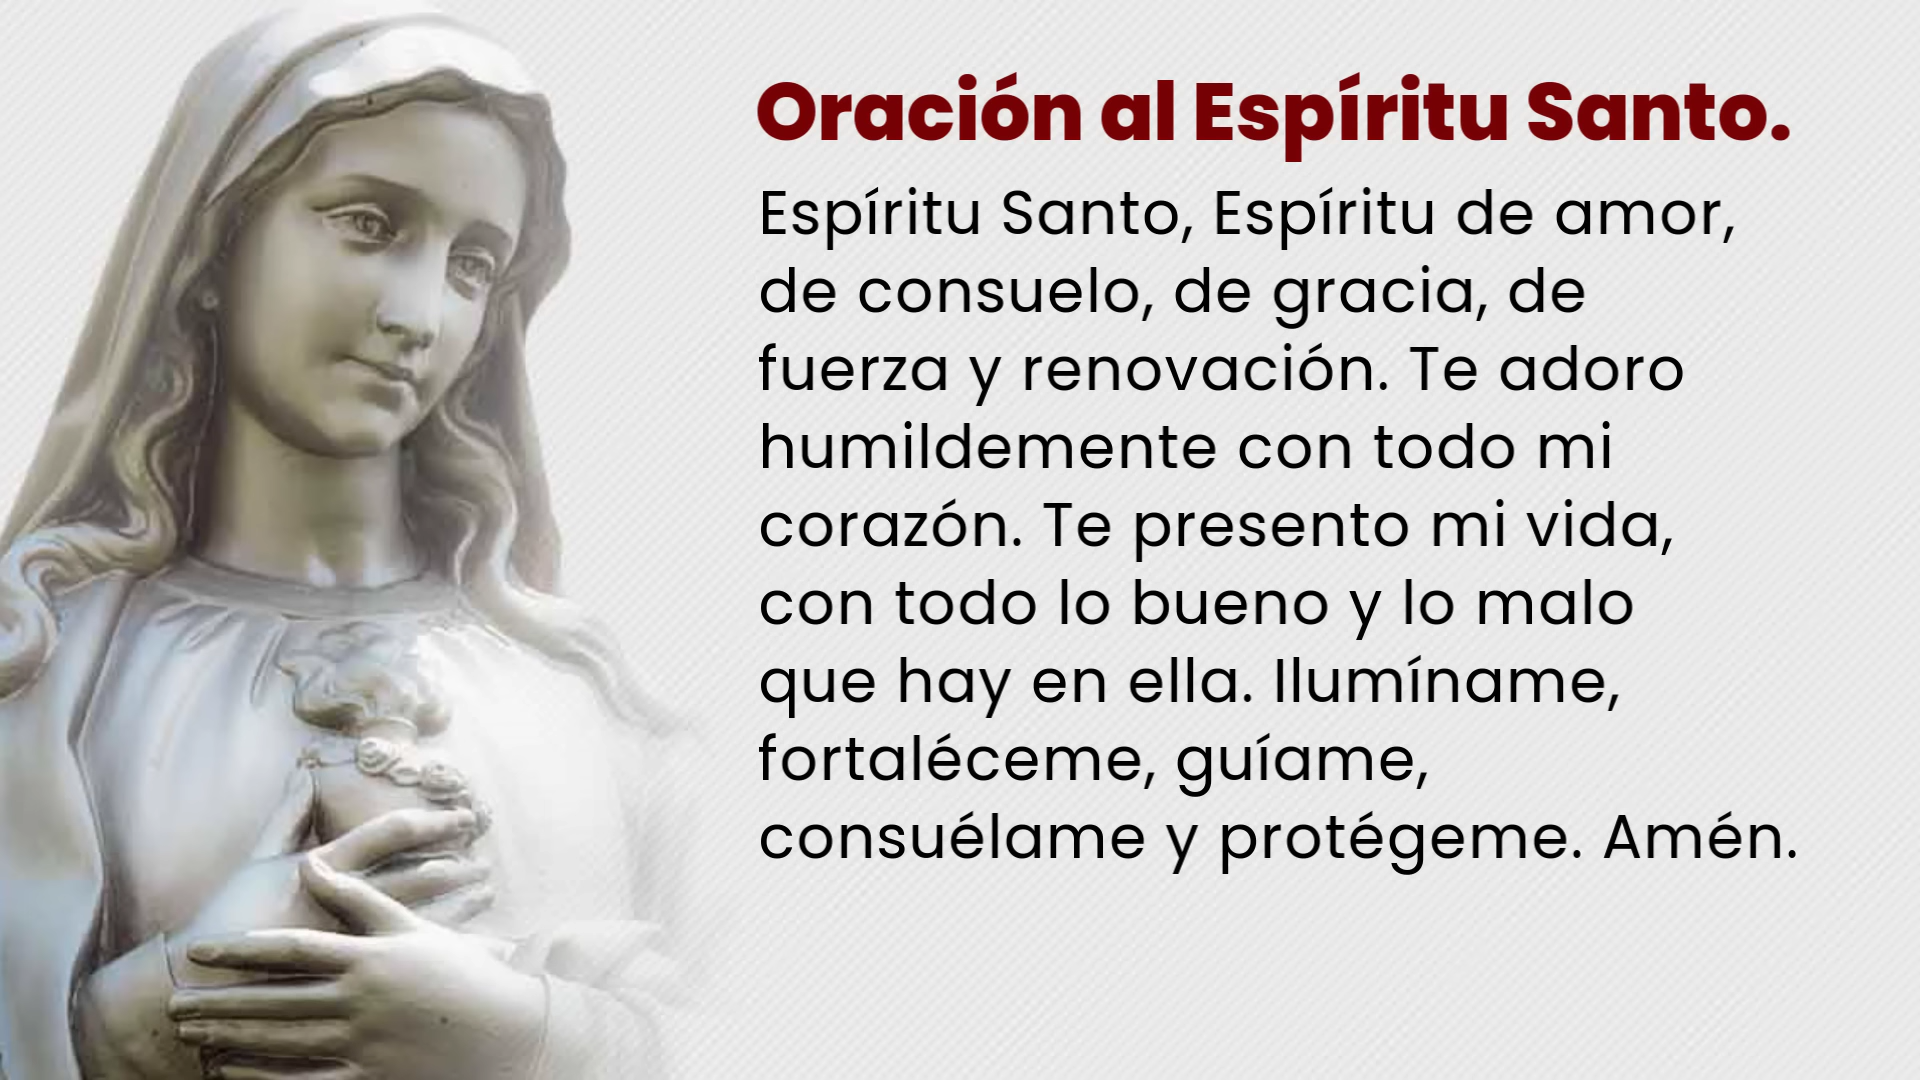 Oración al Espíritu Santo.
Espíritu Santo, Espíritu de amor,
de consuelo, de gracia, de
fuerza y renovación. Te adoro
humildemente con todo mi
corazón. Te presento mi vida,
con todo lo bueno y lo malo
que hay en ella. Ilumíname,
fortaléceme, guíame,
consuélame y protégeme. Amén.